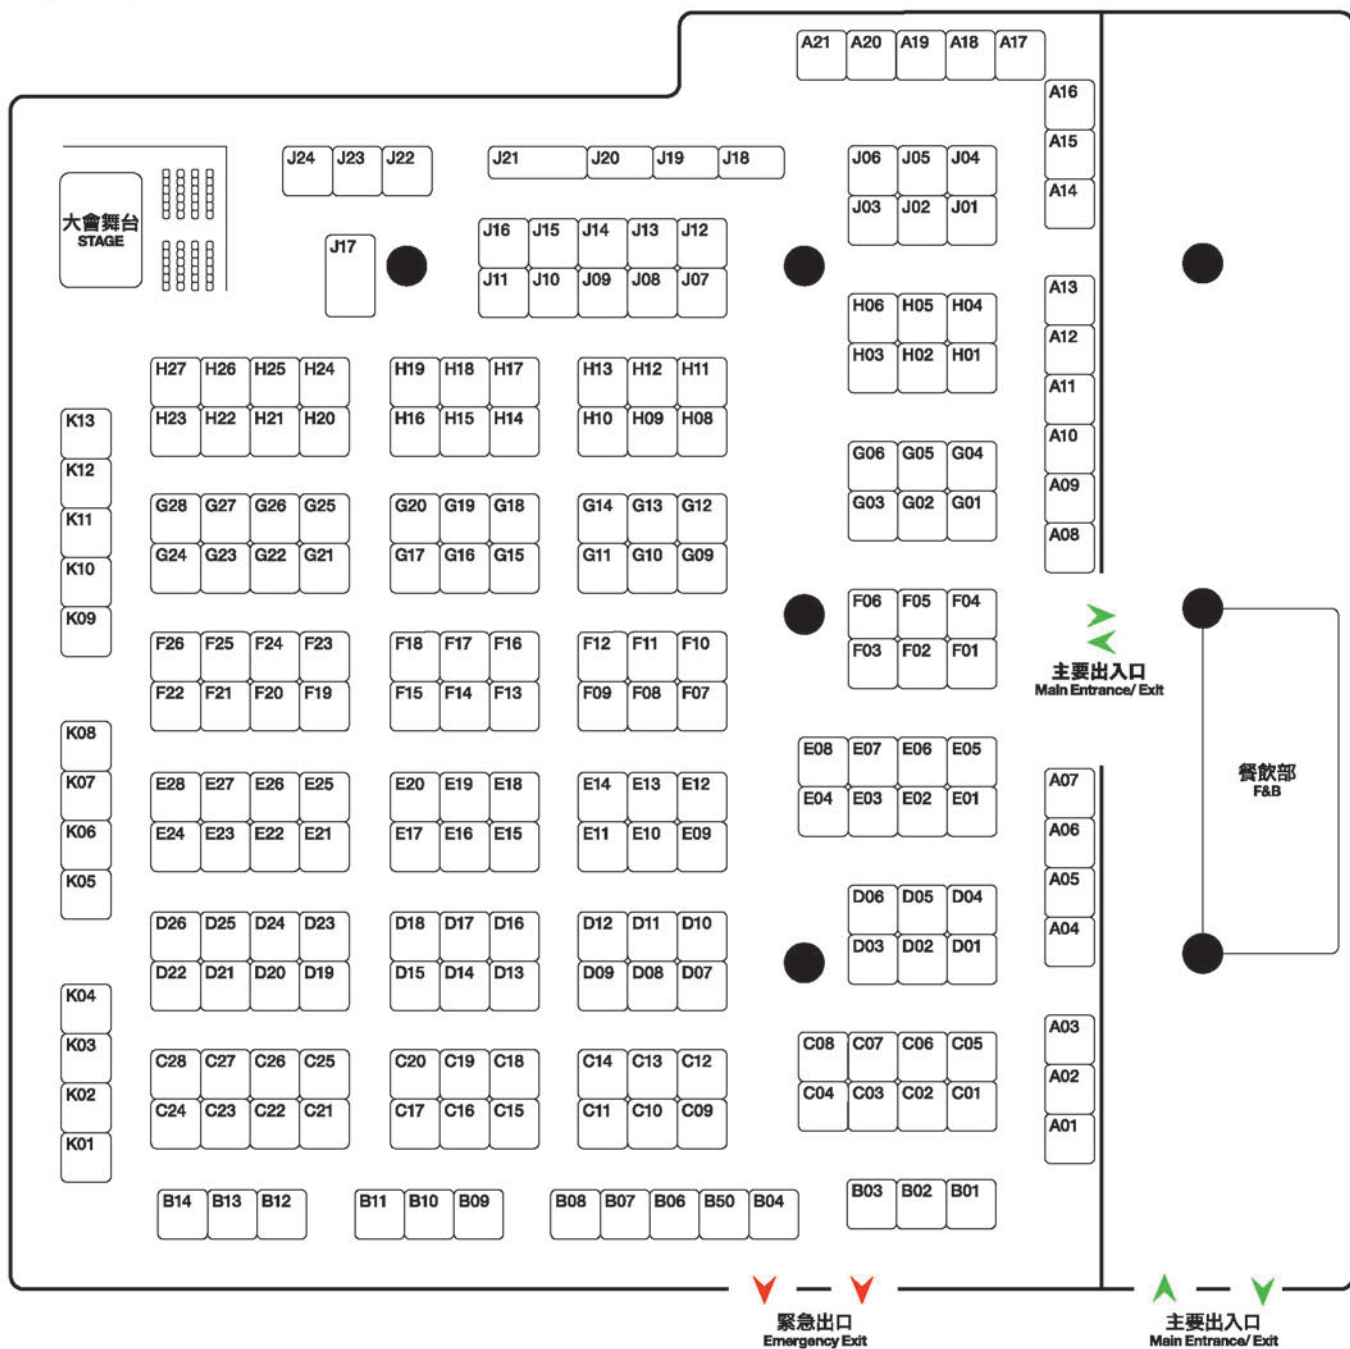 A21 A20 A19 A18 A17
A16
A15
A14
J24 J23 J22
J21 J20 J19 J18
J06 J05 J04
J03 J02 J01
大會舞台
STAGE
J17
J16 J15 J14 J13 J12
J11 J10 J09 J08 J07
A13
A12
A11
A10
A09
A08
H06 H05 H04
H03 H02 H01
H27 H26 H25 H24
H23 H22 H21 H20
H19 H18 H17
H16 H15 H14
H13 H12 H11
H10 H09 H08
K13
K12
K11
K10
K09
G06 G05 G04
G03 G02 G01
G28 G27 G26 G25
G24 G23 G22 G21
G20 G19 G18
G17 G16 G15
G14 G13 G12
G11 G10 G09
F06 F05 F04
F03 F02 F01
主要出入口
Main Entrance/ Exit
F26 F25 F24 F23
F22 F21 F20 F19
F18 F17 F16
F15 F14 F13
F12 F11 F10
F09 F08 F07
K08
K07
K06
K05
E08 E07 E06 E05
E04 E03 E02 E01
A07
A06
A05
A04
餐飲部
F&B
E28 E27 E26 E25
E24 E23 E22 E21
E20 E19 E18
E17 E16 E15
E14 E13 E12
E11 E10 E09
D06 D05 D04
D03 D02 D01
D26 D25 D24 D23
D22 D21 D20 D19
D18 D17 D16
D15 D14 D13
D12 D11 D10
D09 D08 D07
K04
K03
K02
K01
C08 C07 C06 C05
C04 C03 C02 C01
A03
A02
A01
C28 C27 C26 C25
C24 C23 C22 C21
C20 C19 C18
C17 C16 C15
C14 C13 C12
C11 C10 C09
B14 B13 B12
B11 B10 B09
B08 B07 B06 B50 B04
B03 B02 B01
緊急出口
Emergency Exit
主要出入口
Main Entrance/ Exit